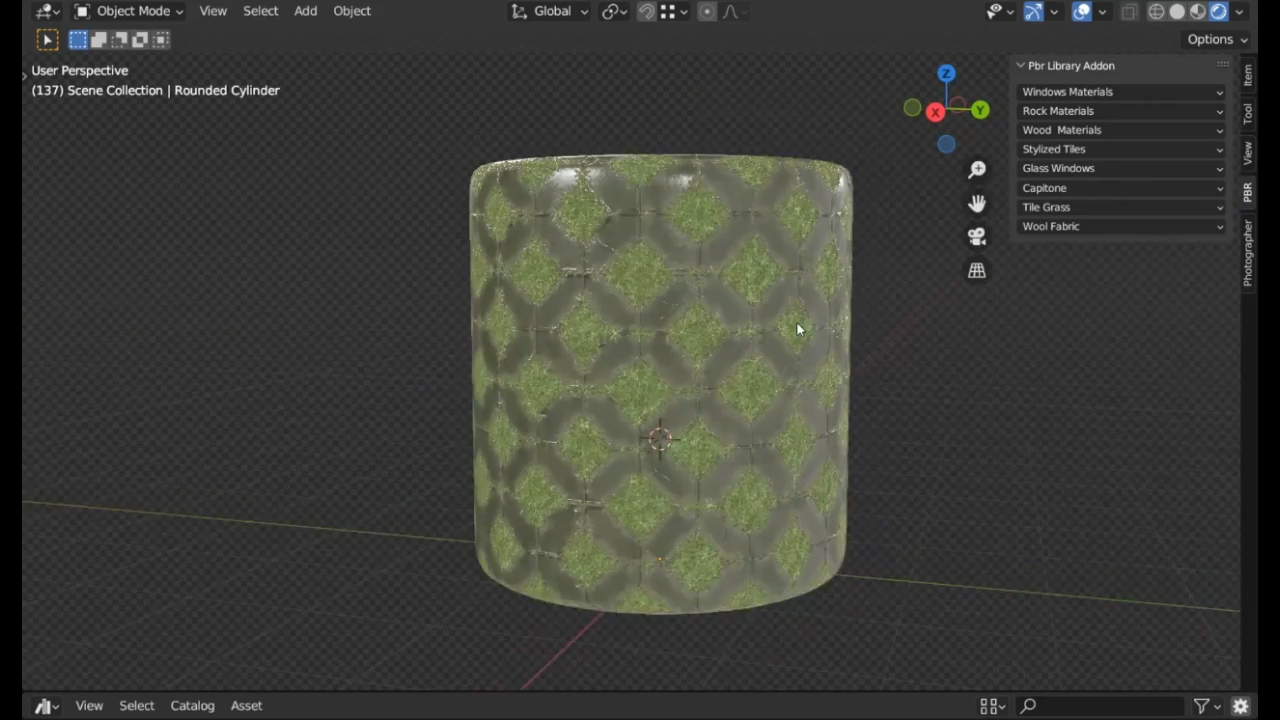 Object Mode
View
Select
Add
Object
Global
Options
User Perspective
(137) Scene Collection | Rounded Cylinder
Z
X
Y
Pbr Library Addon
Windows Materials
Rock Materials
Wood  Materials
Stylized Tiles
Glass Windows
Capitone
Tile Grass
Wool Fabric
Item
Tool
View
PBR
Photographer
View
Select
Catalog
Asset